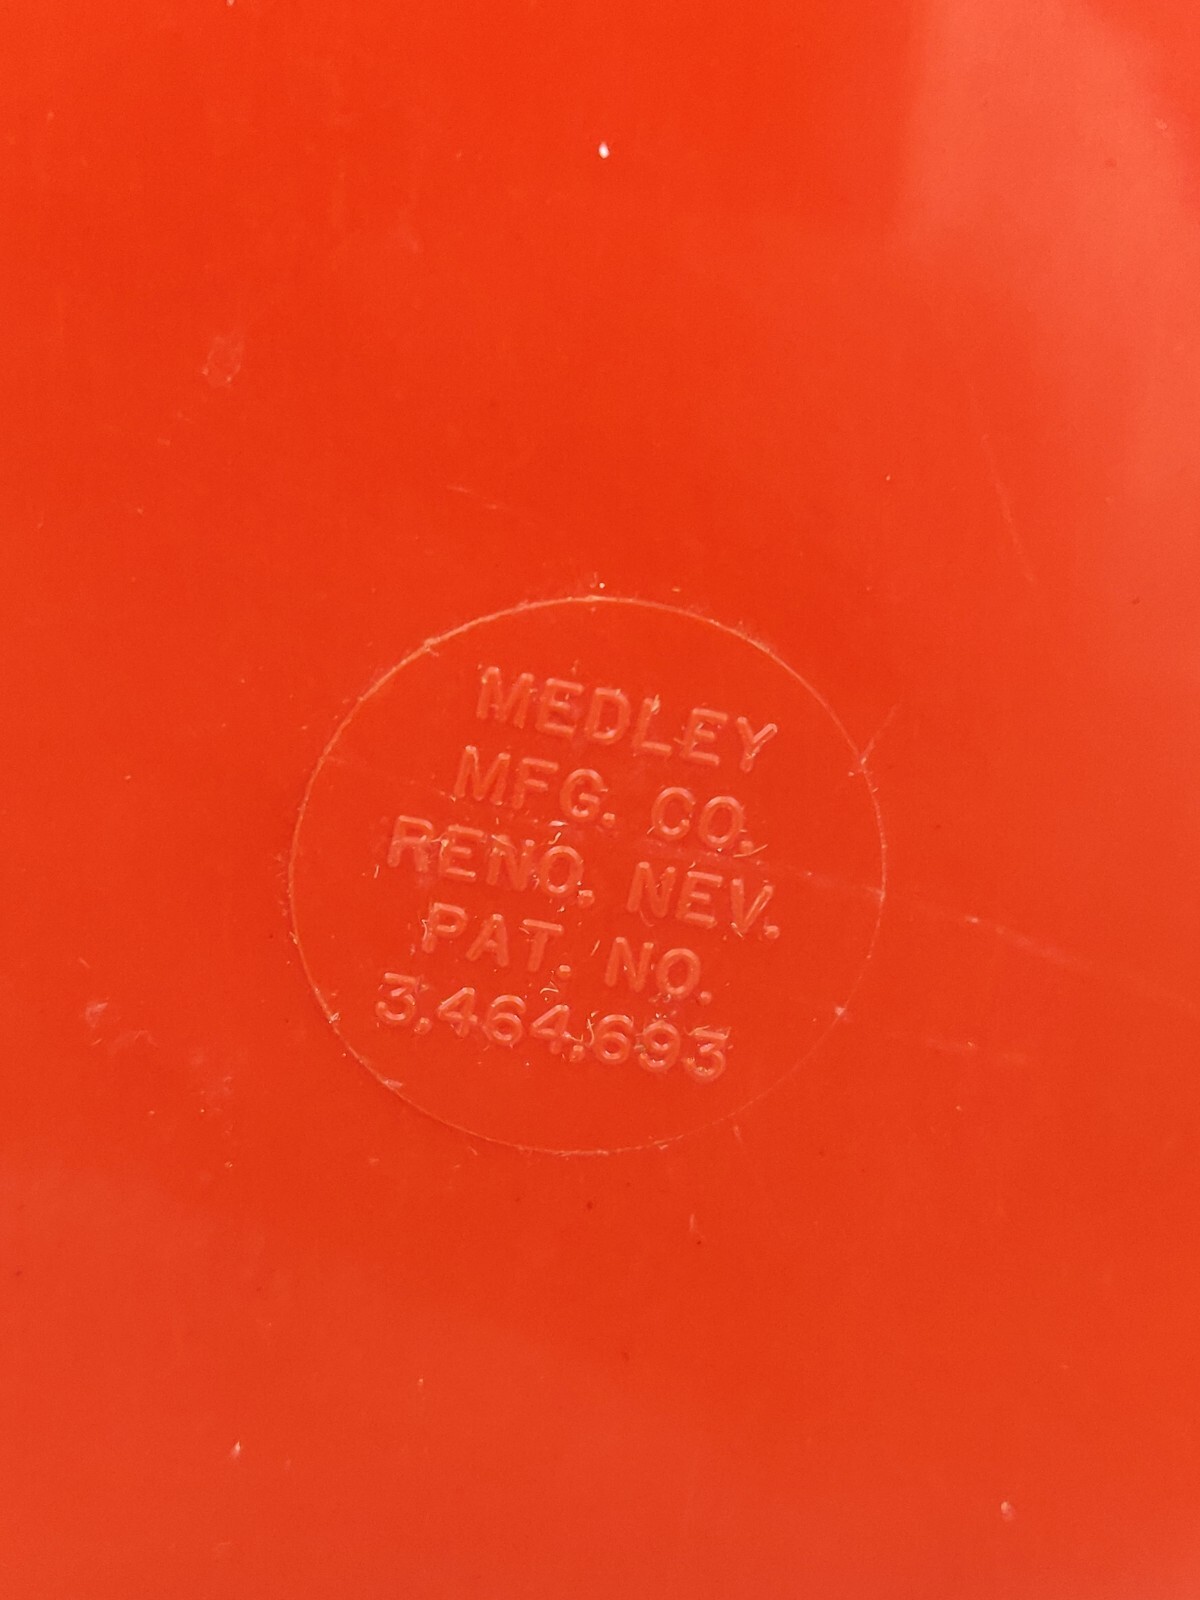 MEDLEY
MFG. CO.
RENO. NEV.
PAT. NO.
3,464,693